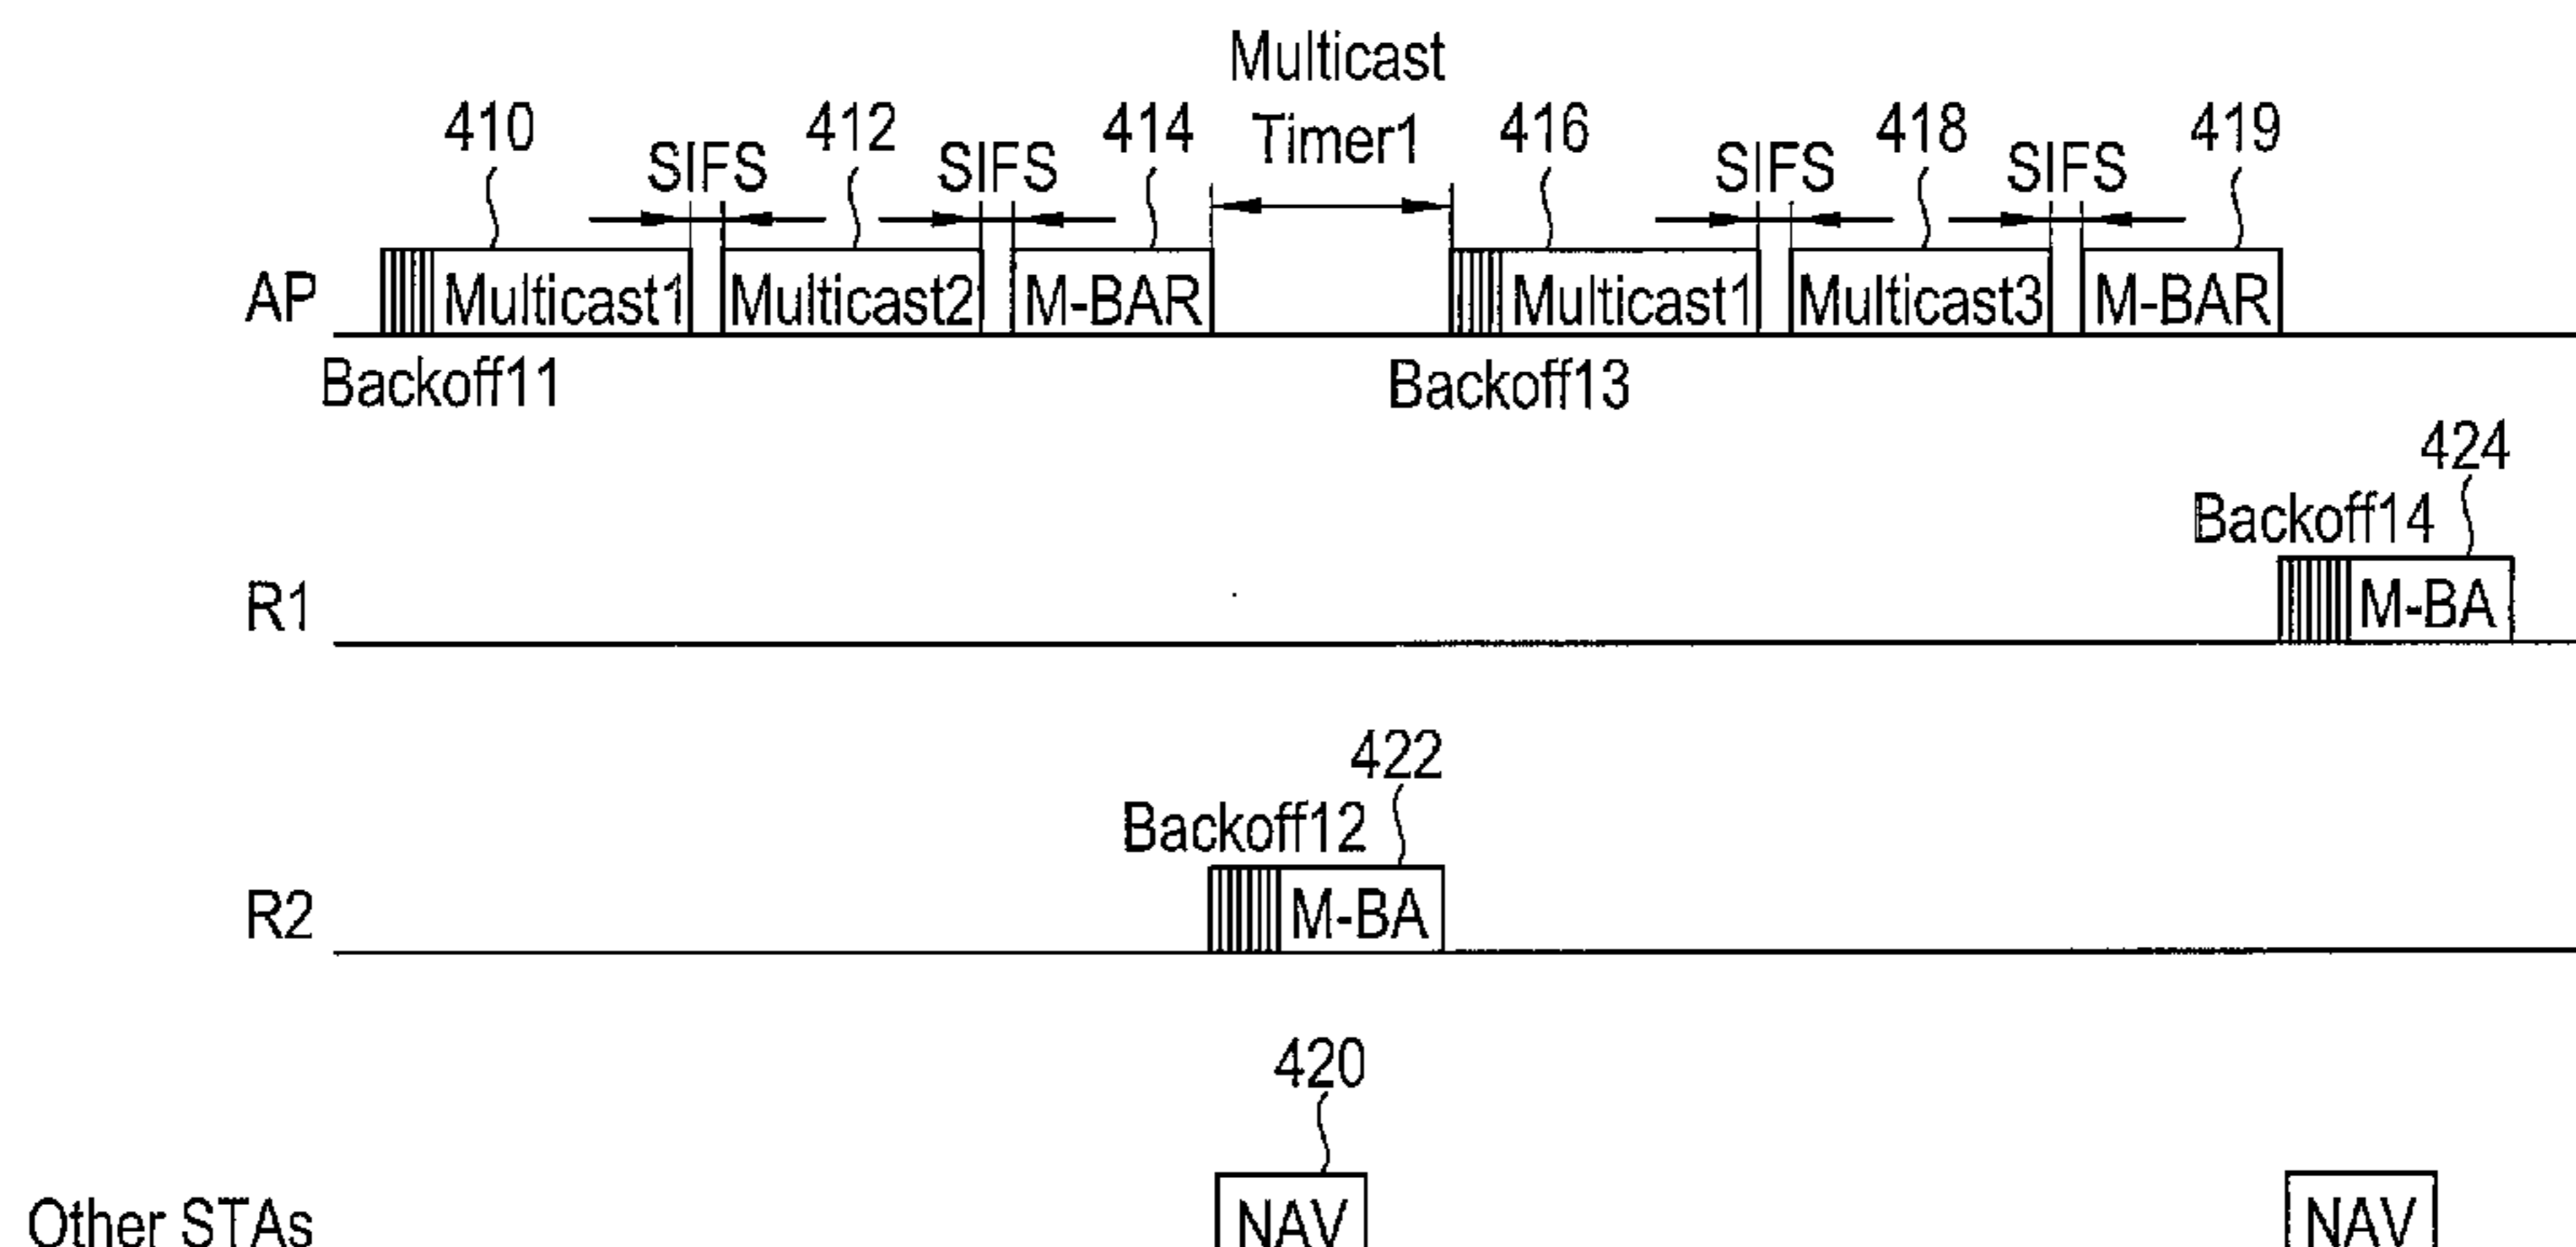 Multicast
Timer1
410
SIFS
412
SIFS
414
416
SIFS
418
SIFS
419
AP
Multicast1
Multicast2
M-BAR
Multicast1
Multicast3
M-BAR
Backoff11
Backoff13
424
Backoff14
R1
M-BA
422
Backoff12
R2
M-BA
420
Other STAs
NAV
NAV